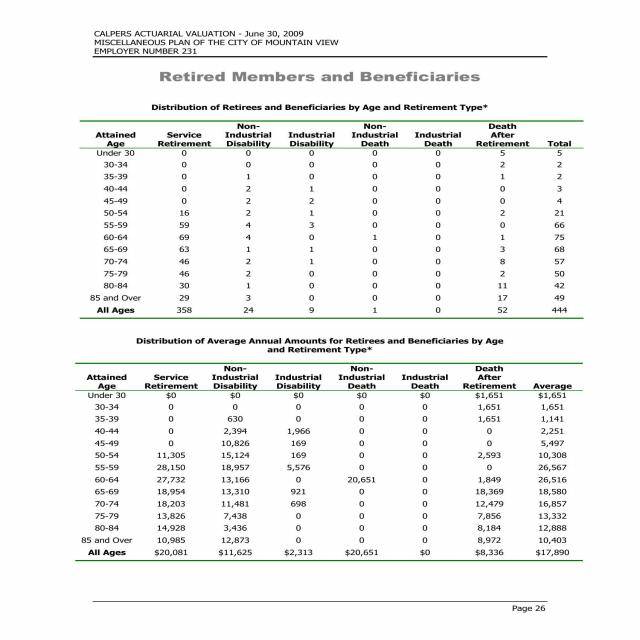 CALPERS ACTUARIAL VALUATION - June 30, 2009
MISCELLANEOUS PLAN OF THE CITY OF MOUNTAIN VIEW
EMPLOYER NUMBER 231
Retired Members and Beneficiaries
Distribution of Retirees and Beneficiaries by Age and Retirement Type*
Non- Non- Death
Attained Service Industrial Industrial Industrial Industrial After
Age Retirement Disability Disability Death Death Retirement Total
Under 30 0 0 0 0 0 5 5
30-34 0 0 0 0 0 2 2
35-39 0 1 0 0 0 1 2
40-44 0 2 1 0 0 0 3
45-49 0 2 2 0 0 0 4
50-54 16 2 1 0 0 2 21
55-59 59 4 3 0 0 0 66
60-64 69 4 0 1 0 1 75
65-69 63 1 1 0 0 3 68
70-74 46 2 1 0 0 8 57
75-79 46 2 0 0 0 2 50
80-84 30 1 0 0 0 11 42
85 and Over 29 3 0 0 0 17 49
All Ages 358 24 9 1 0 52 444
Distribution of Average Annual Amounts for Retirees and Beneficiaries by Age
and Retirement Type*
Non- Non- Death
Attained Service Industrial Industrial Industrial Industrial After
Age Retirement Disability Disability Death Death Retirement Average
Under 30 $0 $0 $0 $0 $0 $1,651 $1,651
30-34 0 0 0 0 0 1,651 1,651
35-39 0 630 0 0 0 1,651 1,141
40-44 0 2,394 1,966 0 0 0 2,251
45-49 0 10,826 169 0 0 0 5,497
50-54 11,305 15,124 169 0 0 2,593 10,308
55-59 28,150 18,957 5,576 0 0 0 26,567
60-64 27,732 13,166 0 20,651 0 1,849 26,516
65-69 18,954 13,310 921 0 0 18,369 18,580
70-74 18,203 11,481 698 0 0 12,479 16,857
75-79 13,826 7,438 0 0 0 7,856 13,332
80-84 14,928 3,436 0 0 0 8,184 12,888
85 and Over 10,985 12,873 0 0 0 8,972 10,403
All Ages $20,081 $11,625 $2,313 $20,651 $0 $8,336 $17,890
Page 26